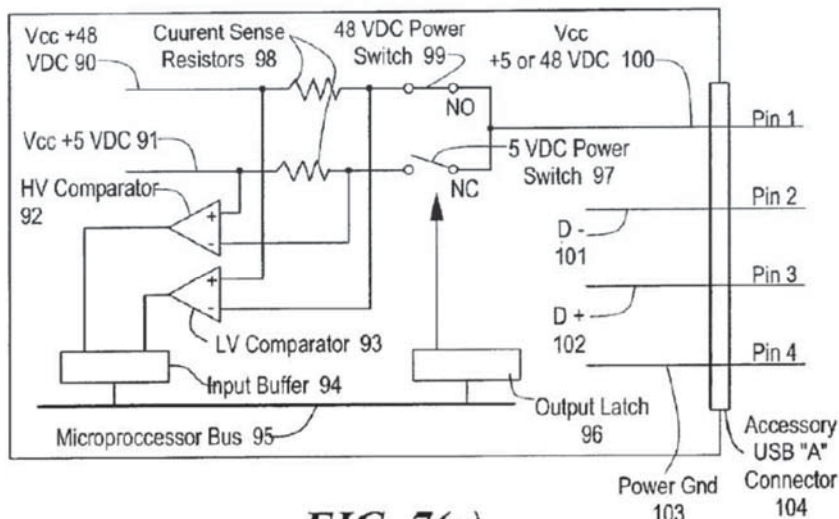 Vcc +48
VDC 90
Cuurent Sense
Resistors 98
48 VDC Power
Switch 99
Vcc
+5 or 48 VDC 100
NO
Pin 1
Vcc +5 VDC 91
5 VDC Power
Switch 97
NC
HV Comparator
92
+
-
Pin 2
D -
101
+
-
Pin 3
D +
102
LV Comparator 93
Pin 4
Input Buffer 94
Output Latch
96
Microproccessor Bus 95
Accessory
USB "A"
Connector
104
Power Gnd
103